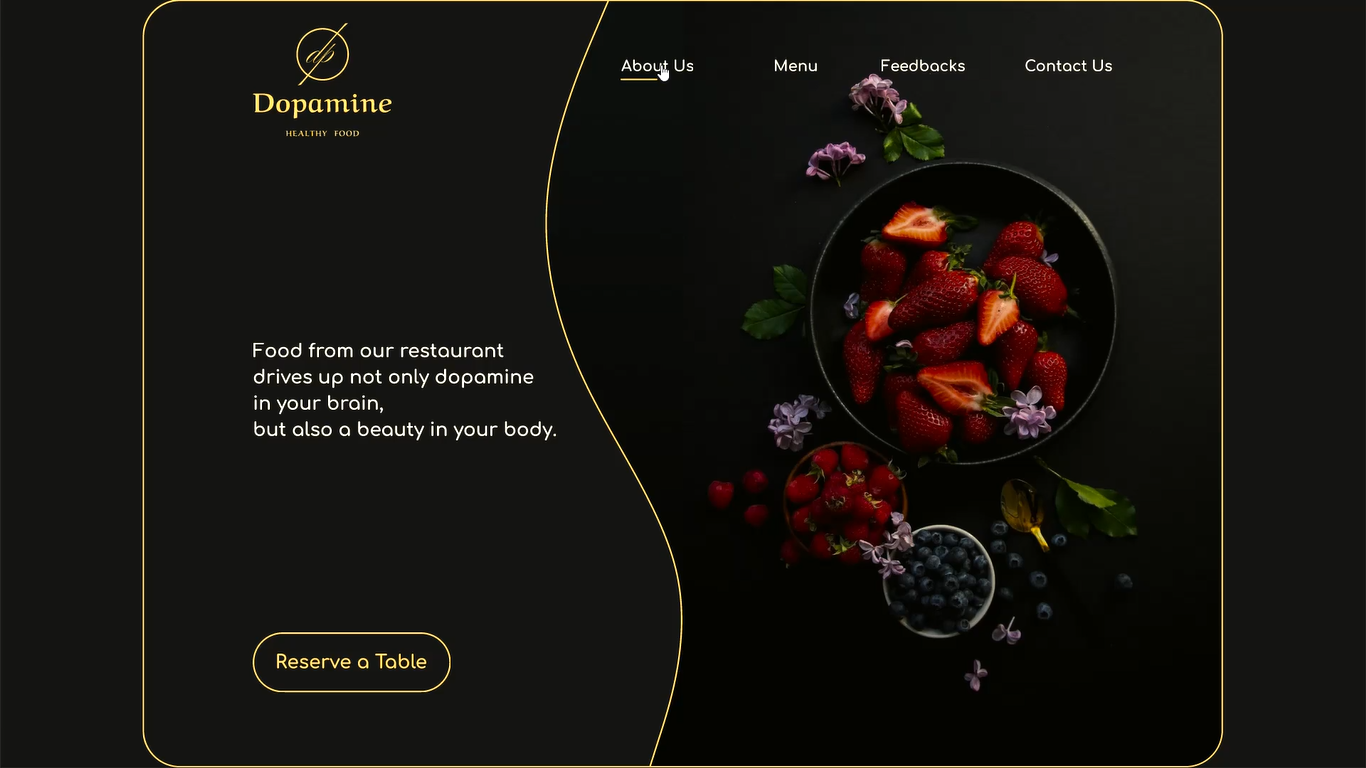 dp
Dopamine
HEALTHY FOOD
About Us
Menu
Feedbacks
Contact Us
Food from our restaurant
drives up not only dopamine
in your brain,
but also a beauty in your body.
Reserve a Table